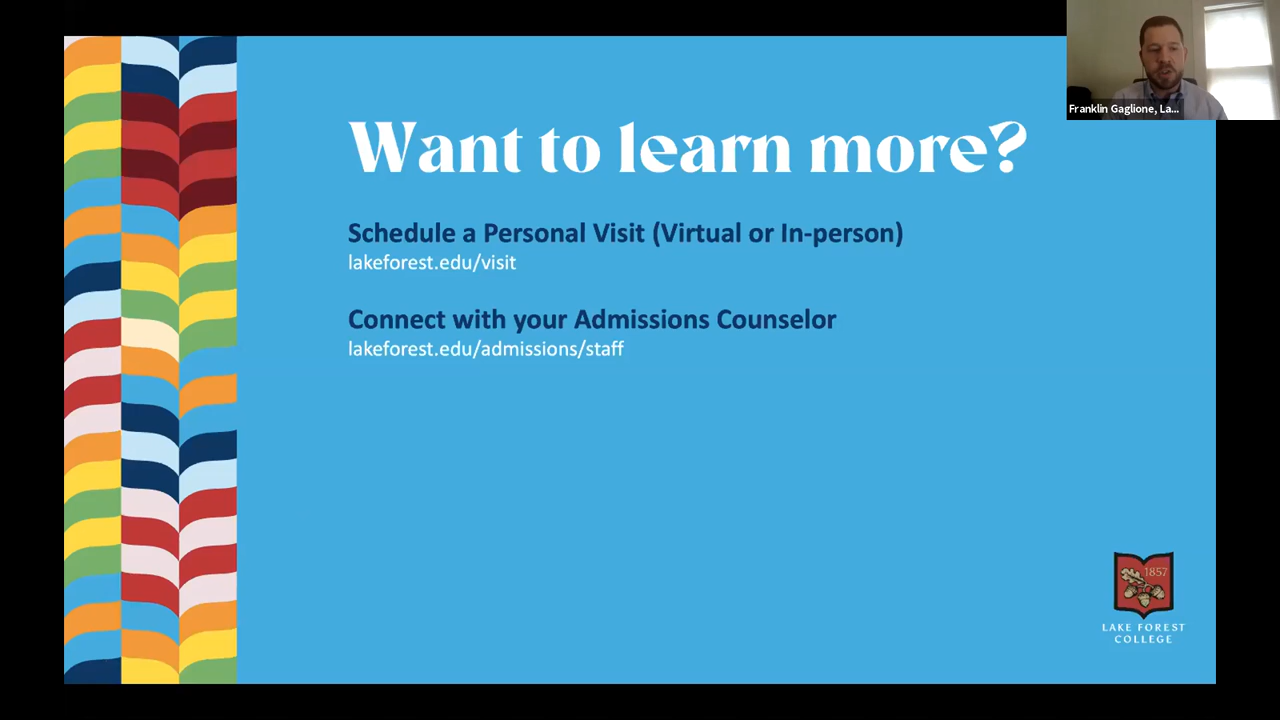 Franklin Gaglione, La...
Want to learn more?
Schedule a Personal Visit (Virtual or In-person)
lakeforest.edu/visit
Connect with your Admissions Counselor
lakeforest.edu/admissions/staff
1857
LAKE FOREST
COLLEGE